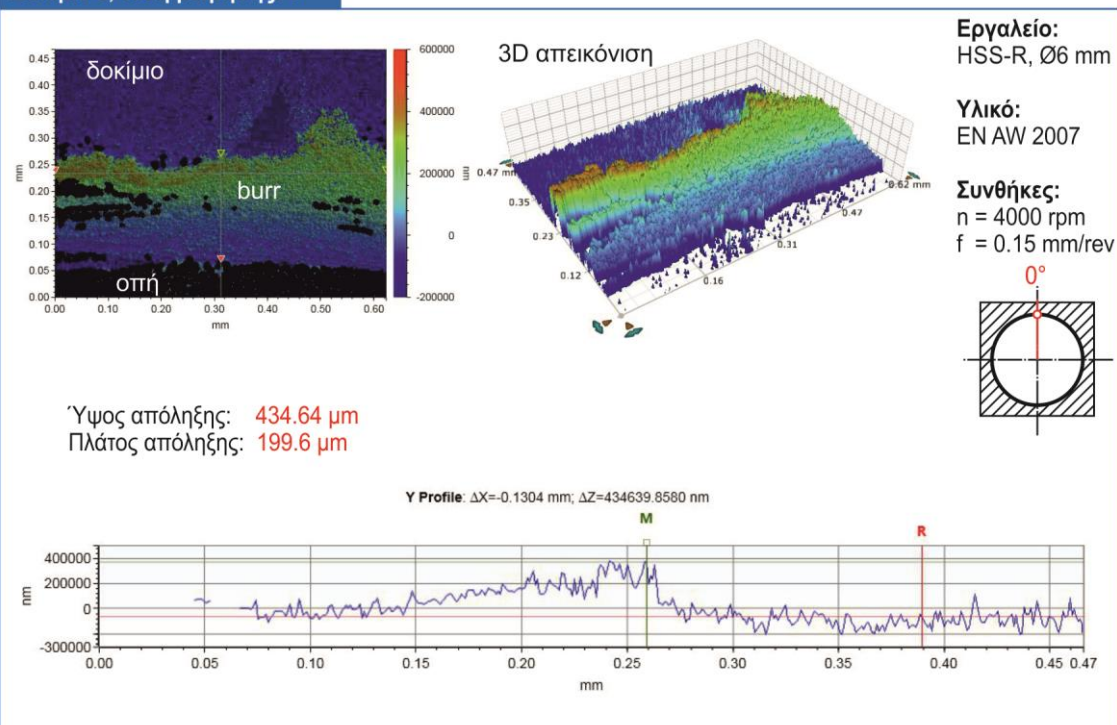 δοκίμιο
burr
οπή
0.45
0.40
0.35
0.30
0.25
0.20
0.15
0.10
0.05
0.00
mm
0.00 0.10 0.20 0.30 0.40 0.50 0.60
mm
600000
400000
200000
0
-200000
nm
3D απεικόνιση
0.47 mm
0.35
0.23
0.12
0.16
0.31
0.47
0.62 mm
Εργαλείο:
HSS-R, Ø6 mm
Υλικό:
EN AW 2007
Συνθήκες:
n = 4000 rpm
f = 0.15 mm/rev
0°
Ύψος απόληξης: 434.64 μm
Πλάτος απόληξης: 199.6 μm
Y Profile: ΔX=-0.1304 mm; ΔZ=434639.8580 nm
M
R
400000
200000
0
-300000
nm
0.00 0.05 0.10 0.15 0.20 0.25 0.30 0.35 0.40 0.45 0.47
mm